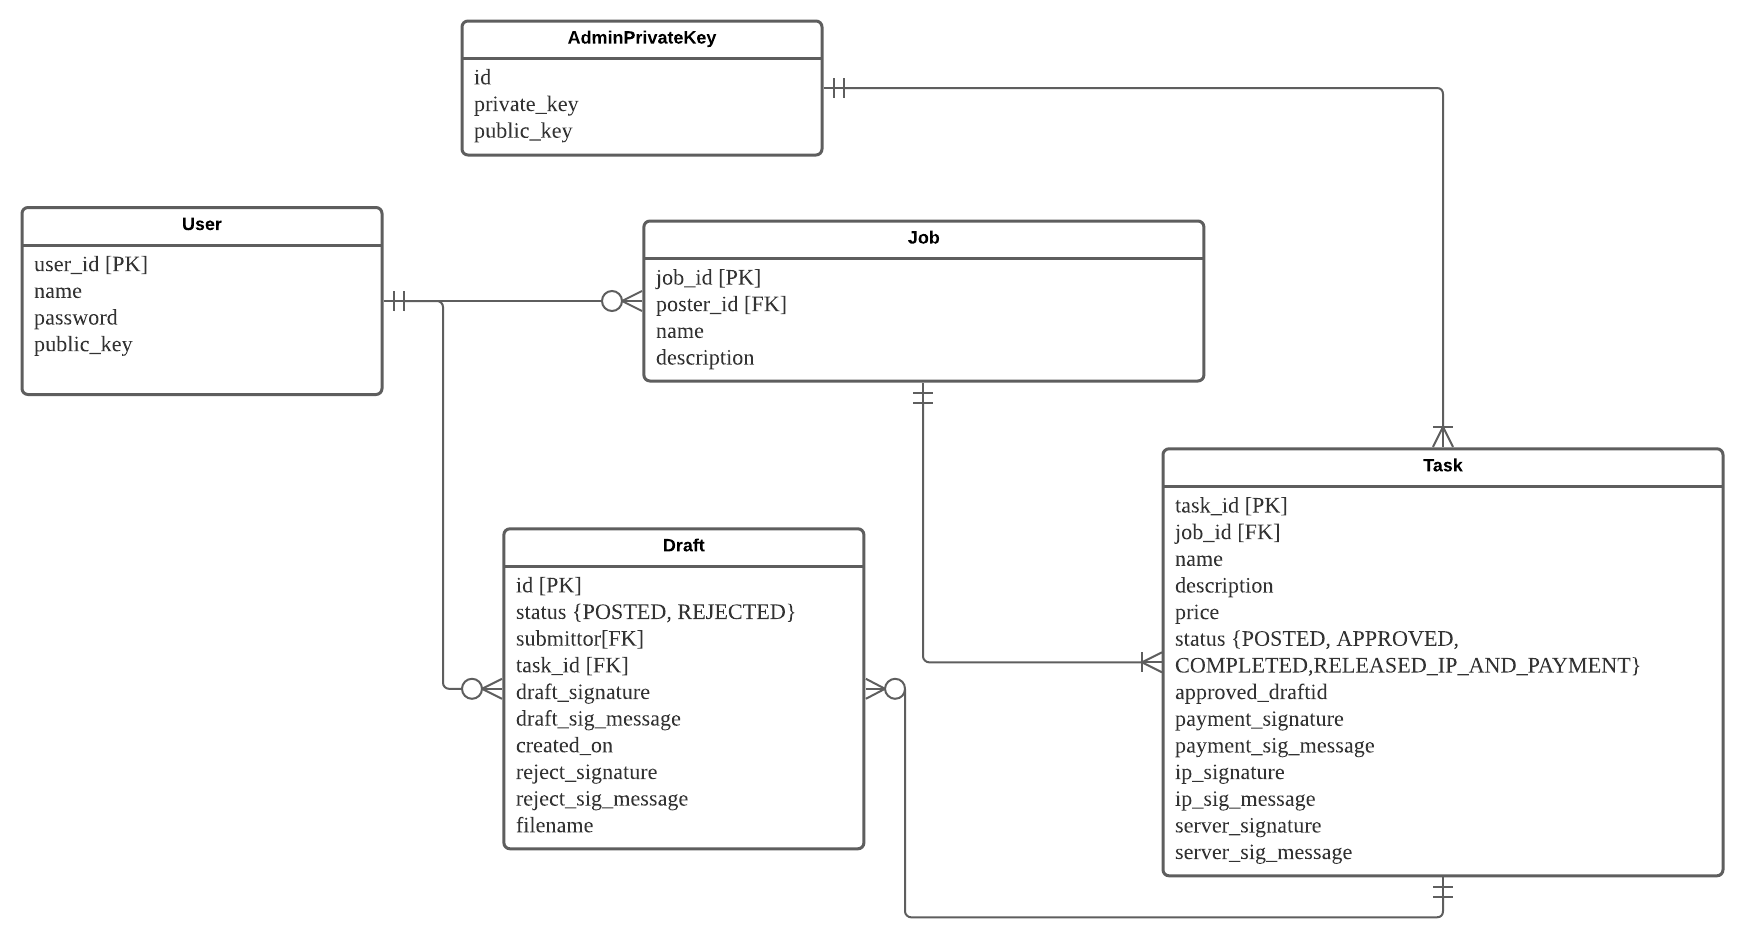 AdminPrivateKey
id
private_key
public_key
User
user_id [PK]
name
password
public_key
Job
job_id [PK]
poster_id [FK]
name
description
Task
task_id [PK]
job_id [FK]
name
description
price
status {POSTED, APPROVED,
COMPLETED,RELEASED_IP_AND_PAYMENT}
approved_draftid
payment_signature
payment_sig_message
ip_signature
ip_sig_message
server_signature
server_sig_message
Draft
id [PK]
status {POSTED, REJECTED}
submittor[FK]
task_id [FK]
draft_signature
draft_sig_message
created_on
reject_signature
reject_sig_message
filename